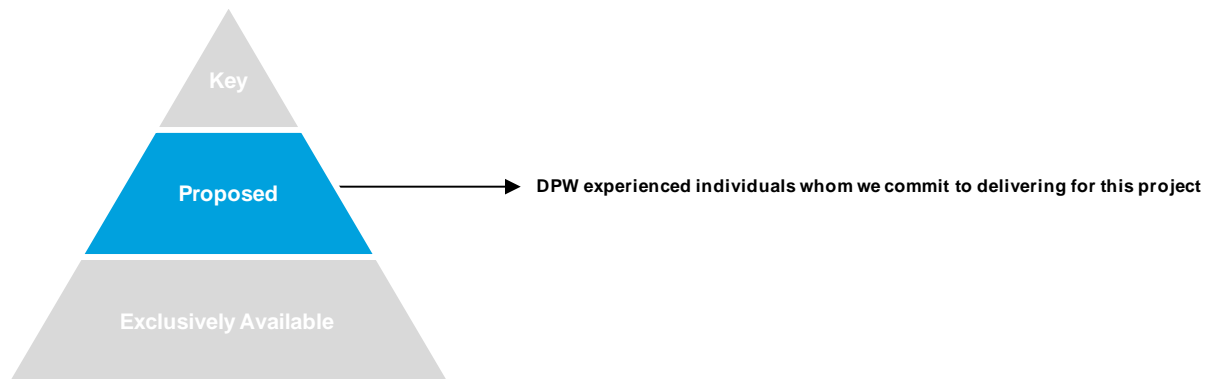 Key
Proposed
DPW experienced individuals whom we commit to delivering for this project
Exclusively Available